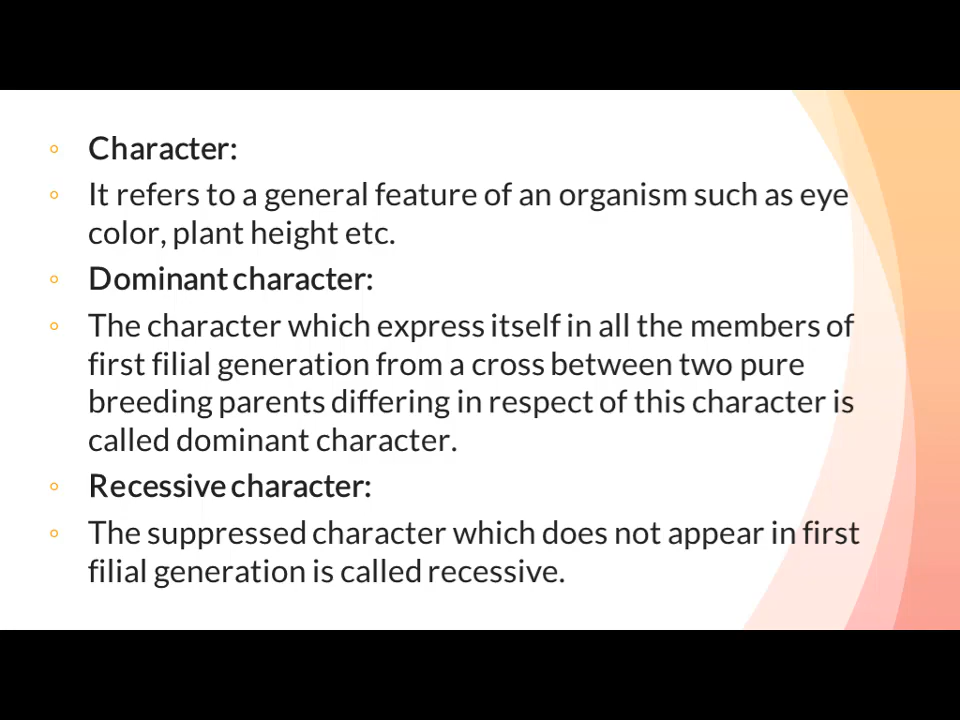 ◦ Character:
◦ It refers to a general feature of an organism such as eye
color, plant height etc.
◦ Dominant character:
◦ The character which express itself in all the members of
first filial generation from a cross between two pure
breeding parents differing in respect of this character is
called dominant character.
◦ Recessive character:
◦ The suppressed character which does not appear in first
filial generation is called recessive.